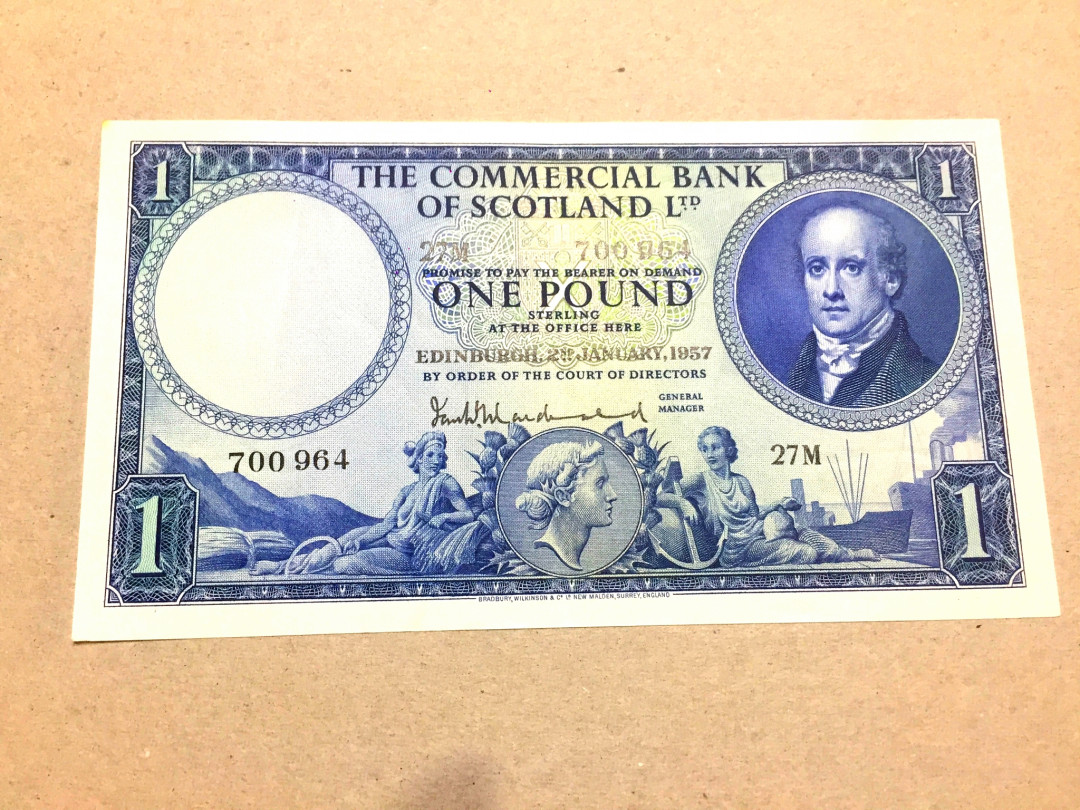 1 1
THE COMMERCIAL BANK
OF SCOTLAND LTD
27M 700 964
PROMISE TO PAY THE BEARER ON DEMAND
ONE POUND
STERLING
AT THE OFFICE HERE
EDINBURGH, 2ND JANUARY, 1957
BY ORDER OF THE COURT OF DIRECTORS
GENERAL
MANAGER
700 964 27M
1 1
BRADBURY, WILKINSON & Co Ld NEW MALDEN, SURREY, ENGLAND